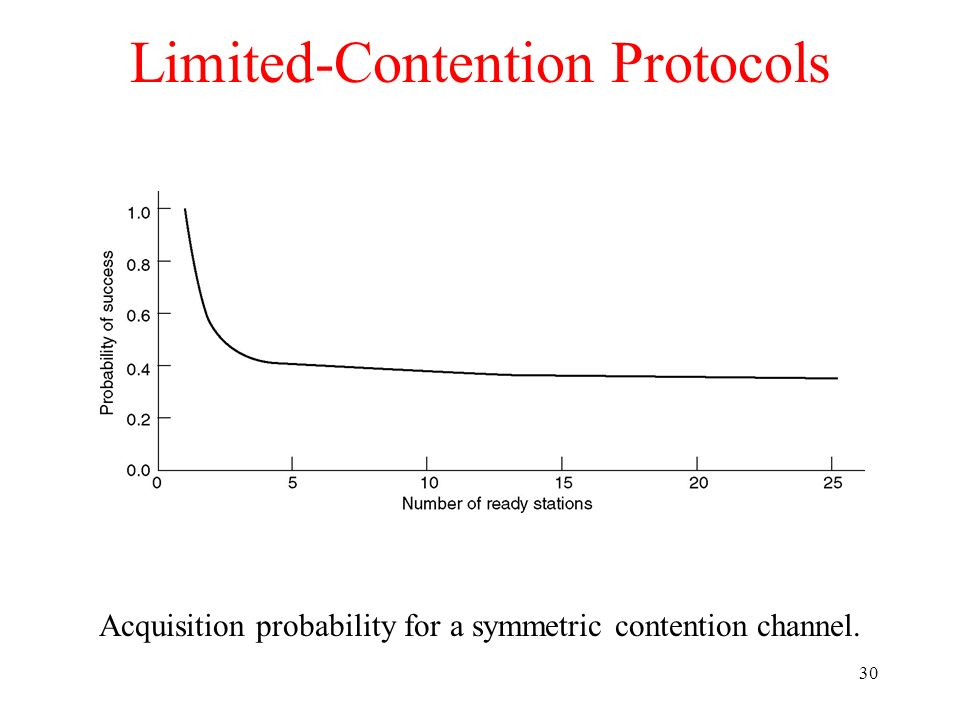 Limited-Contention Protocols
Probability of success
1.0
0.8
0.6
0.4
0.2
0.0
0 5 10 15 20 25
Number of ready stations
Acquisition probability for a symmetric contention channel.
30